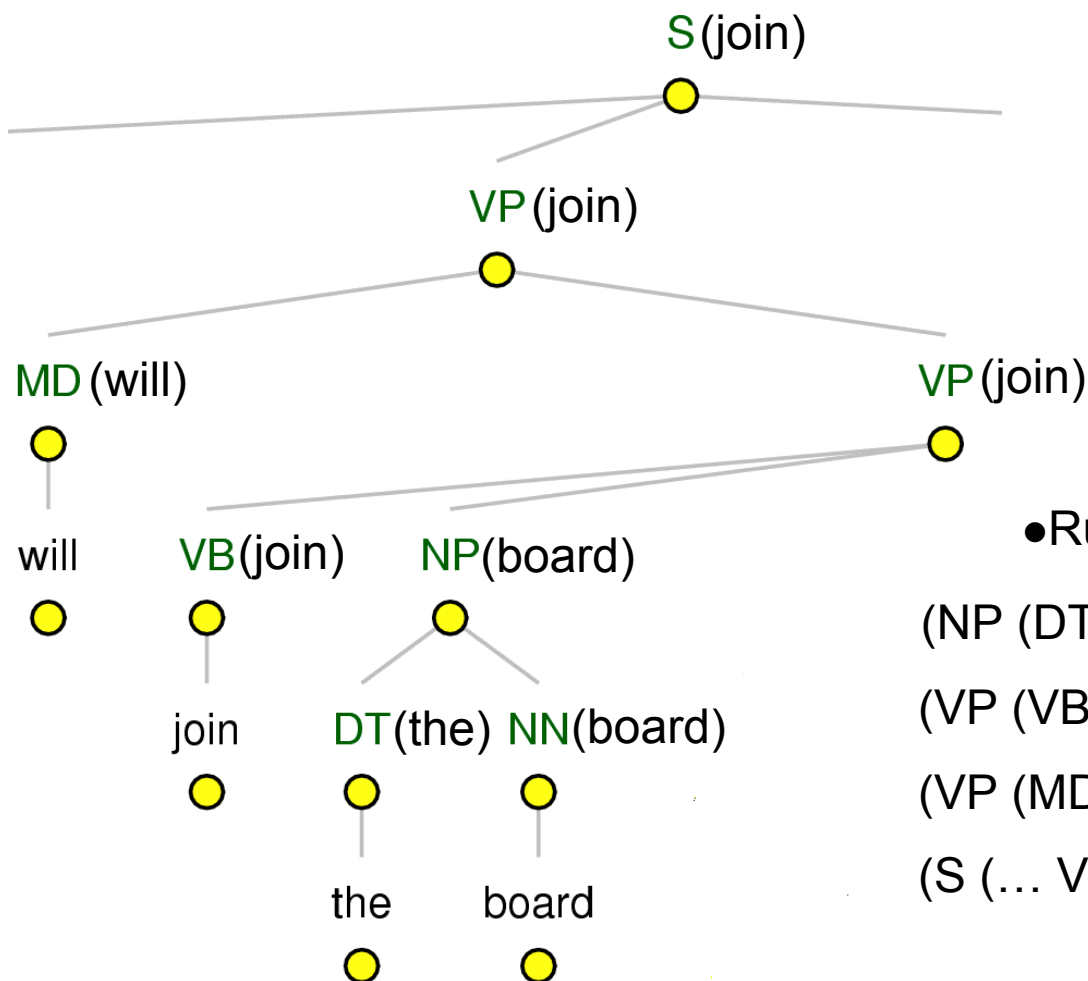 S(join)
VP(join)
MD(will) VP(join)
will VB(join) NP(board)
●Ru
(NP (DT
join DT(the) NN(board)
(VP (VB
(VP (MD
the board
(S (… V